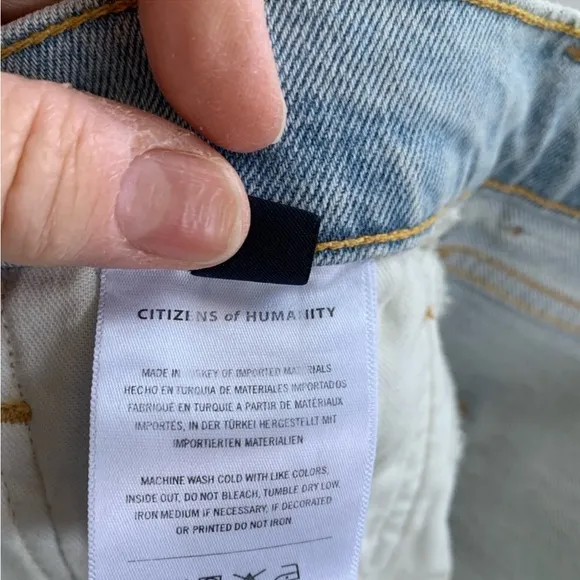 CITIZENS of HUMANITY
MADE IN OF IMPORTED MATERIALS
HECHO EN TURQUIA DE MATERIALES IMPORTADOS
FABRIQUÉ EN TURQUIE A PARTIR DE MATÉRIAUX
IMPORTÉS, IN DER TÜRKEI HERGESTELLT MIT
IMPORTIERTEN MATERIALIEN
MACHINE WASH COLD WITH LIKE COLORS,
INSIDE OUT, DO NOT BLEACH, TUMBLE DRY LOW,
IRON MEDIUM IF NECESSARY, IF DECORATED
OR PRINTED DO NOT IRON.